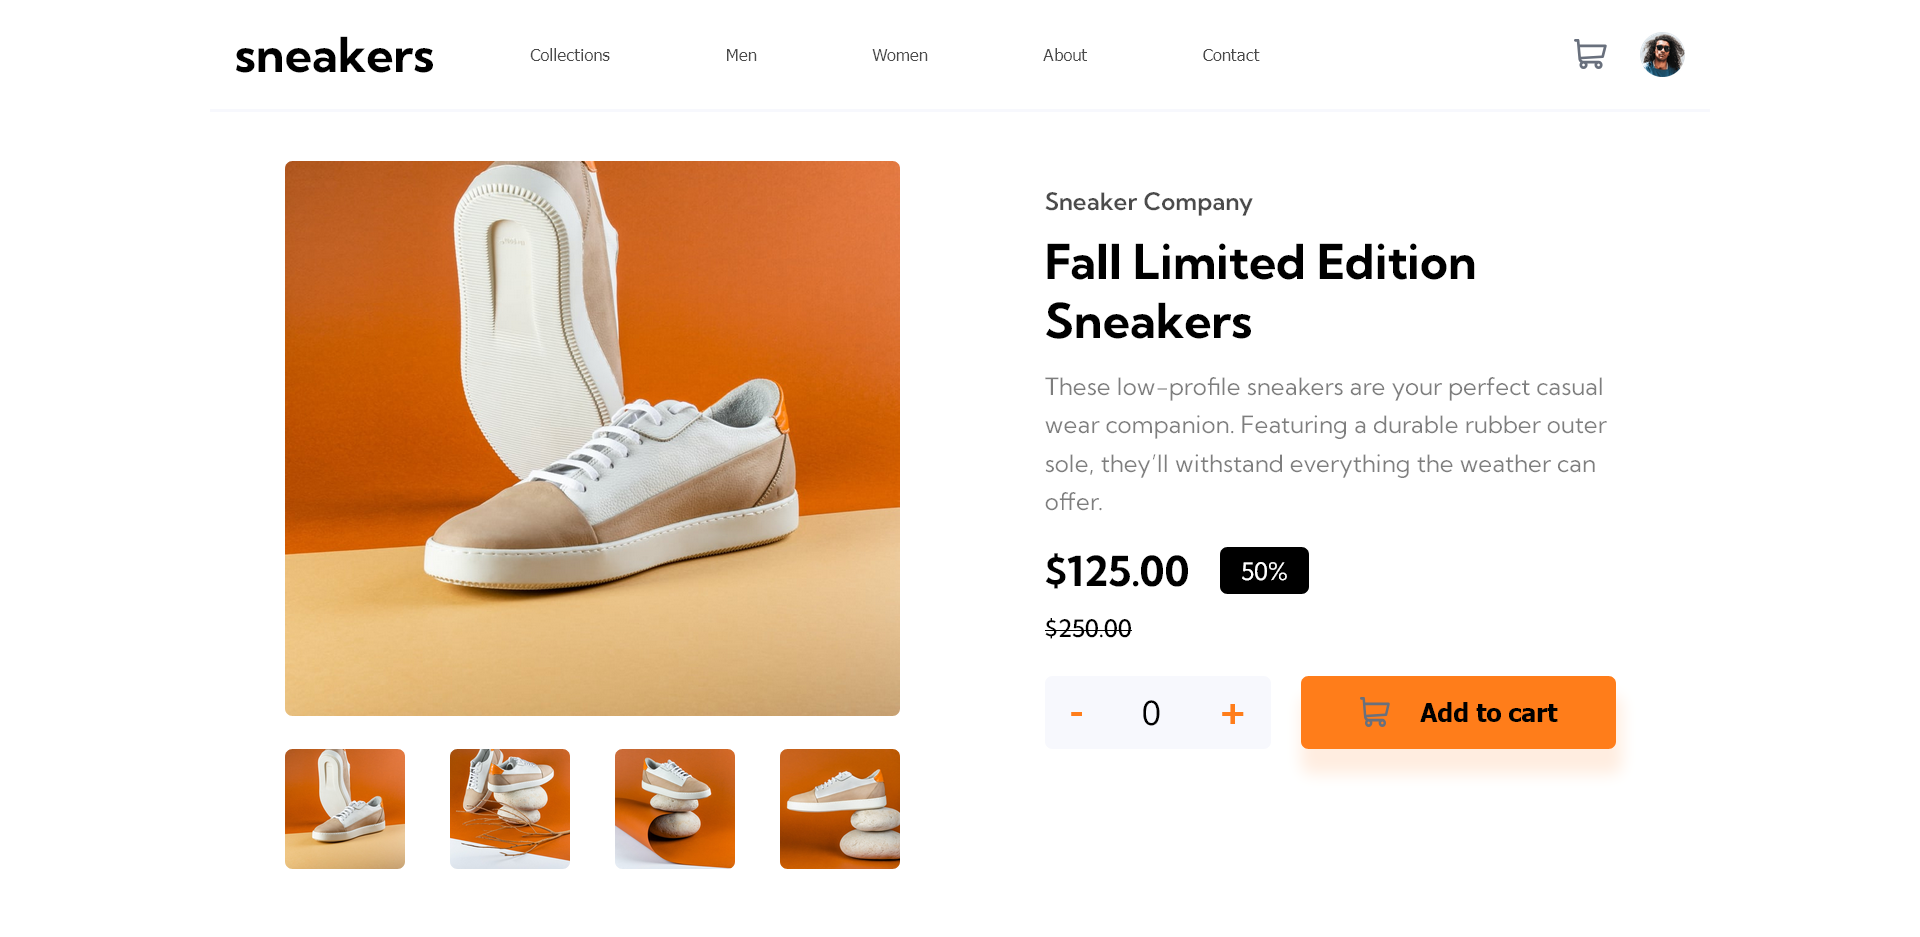 sneakers
Collections
Men
Women
About
Contact
Sneaker Company
Fall Limited Edition
Sneakers
These low-profile sneakers are your perfect casual
wear companion. Featuring a durable rubber outer
sole, they’ll withstand everything the weather can
offer.
$125.00
50%
$250.00
- 0 +
Add to cart